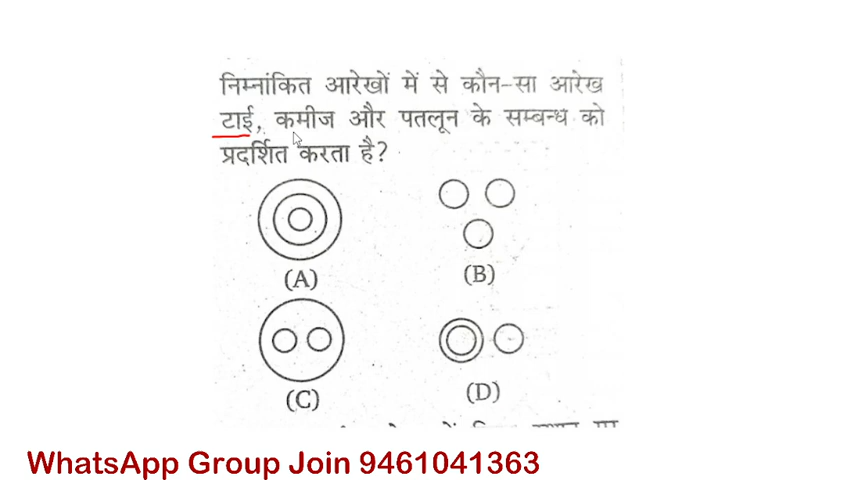 निम्नांकित आरेखों में से कौन-सा आरेख
टाई, कमीज और पतलून के सम्बन्ध को
प्रदर्शित करता है?
(A)
(B)
(C)
(D)
WhatsApp Group Join 9461041363